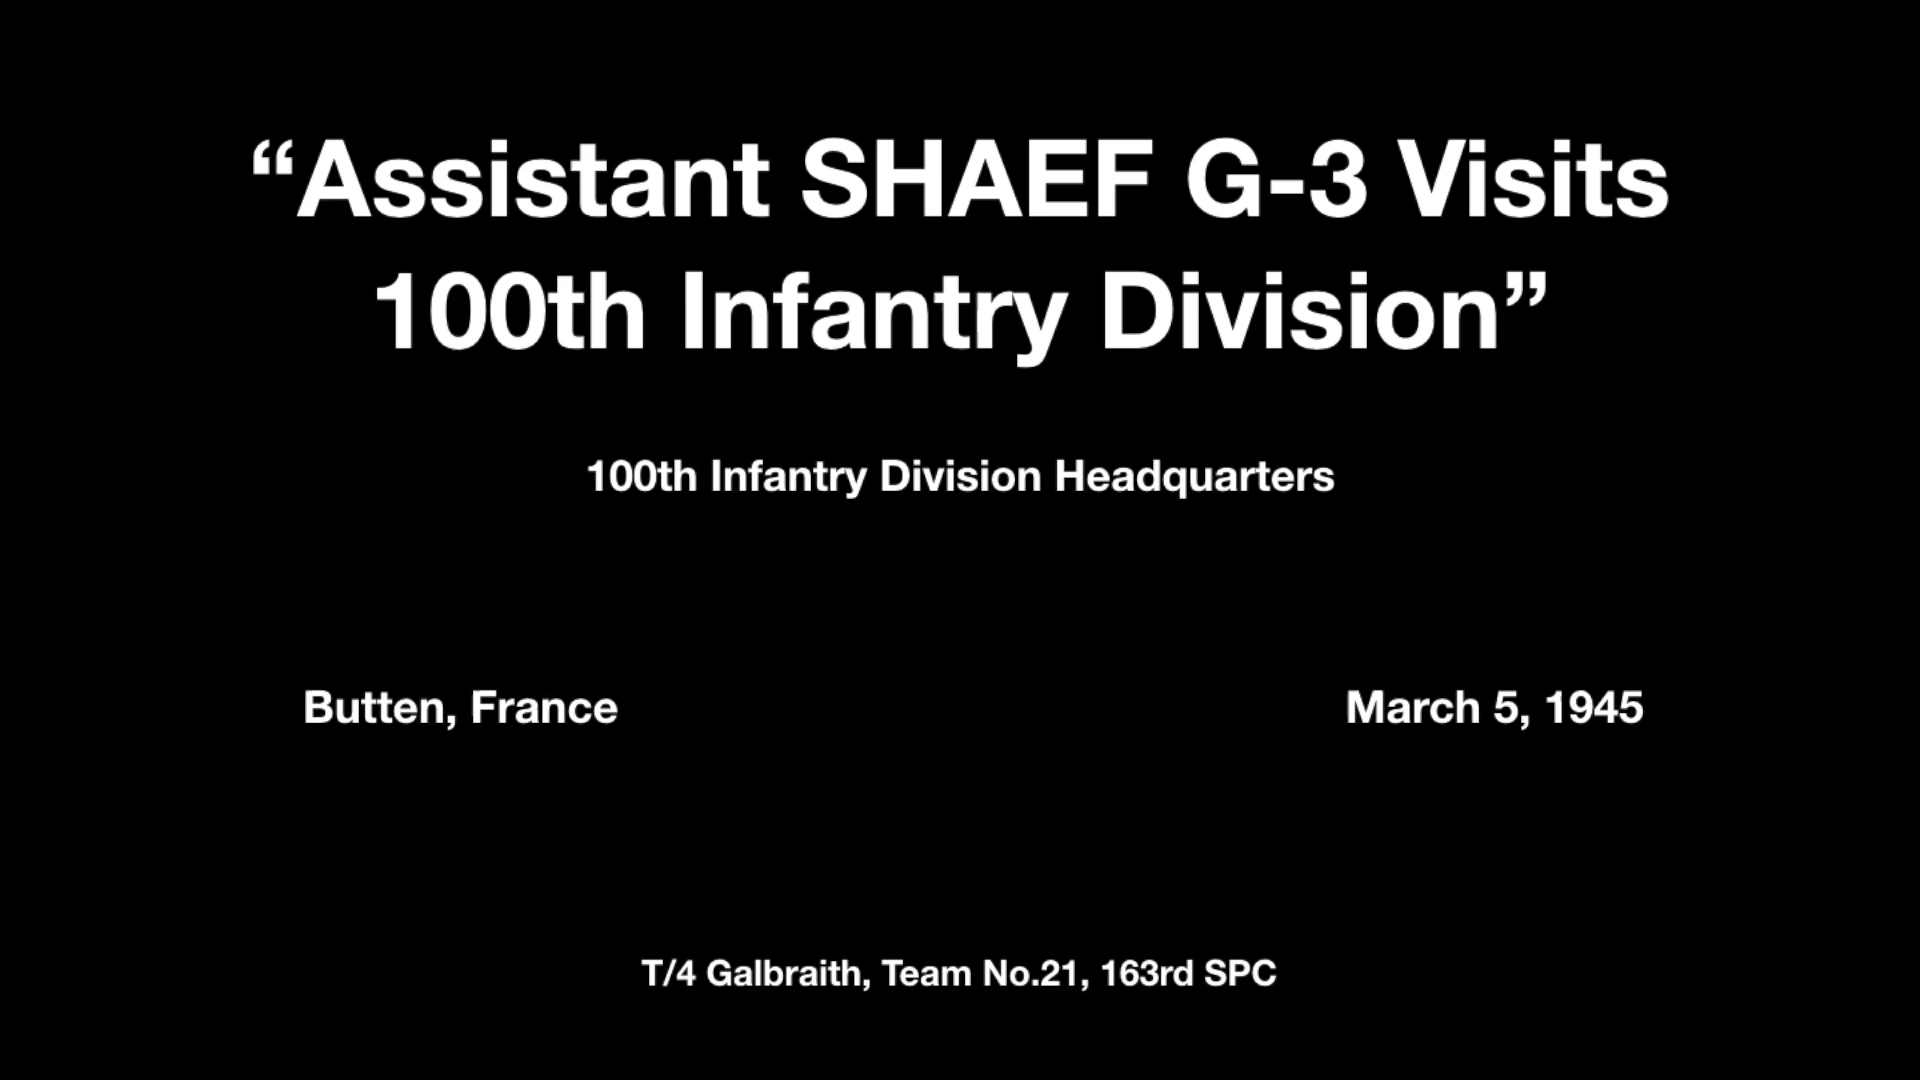 “Assistant SHAEF G-3 Visits
100th Infantry Division”
100th Infantry Division Headquarters
Butten, France
March 5, 1945
T/4 Galbraith, Team No.21, 163rd SPC